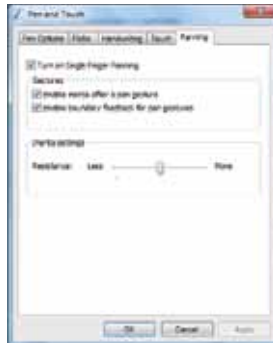 Pen and Touch
Pen Options Flicks Handwriting Touch Panning
Turn on Single Finger Panning
Gestures
Enable inertia after a pan gesture
Enable boundary feedback for pan gestures
Inertia settings
Resistance: Less More
OK Cancel Apply